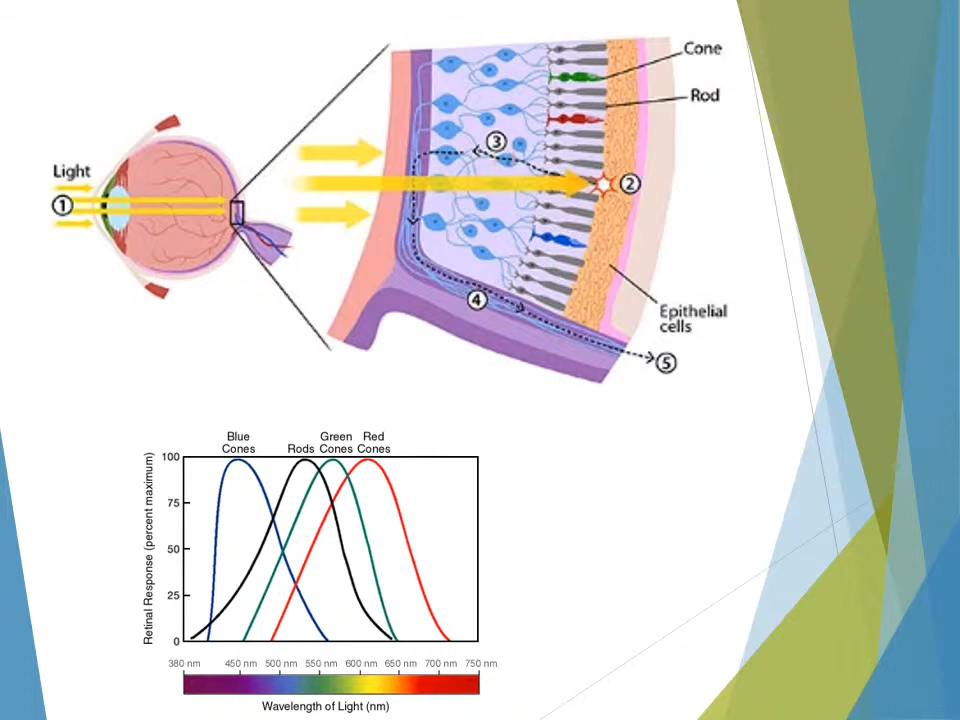 Cone
Rod
Light
1
2
3
4
5
Epithelial
cells
Blue
Cones
Rods
Green
Cones
Red
Cones
Retinal Response (percent maximum)
100
75
50
25
0
380 nm
450 nm
500 nm
550 nm
600 nm
650 nm
700 nm
750 nm
Wavelength of Light (nm)